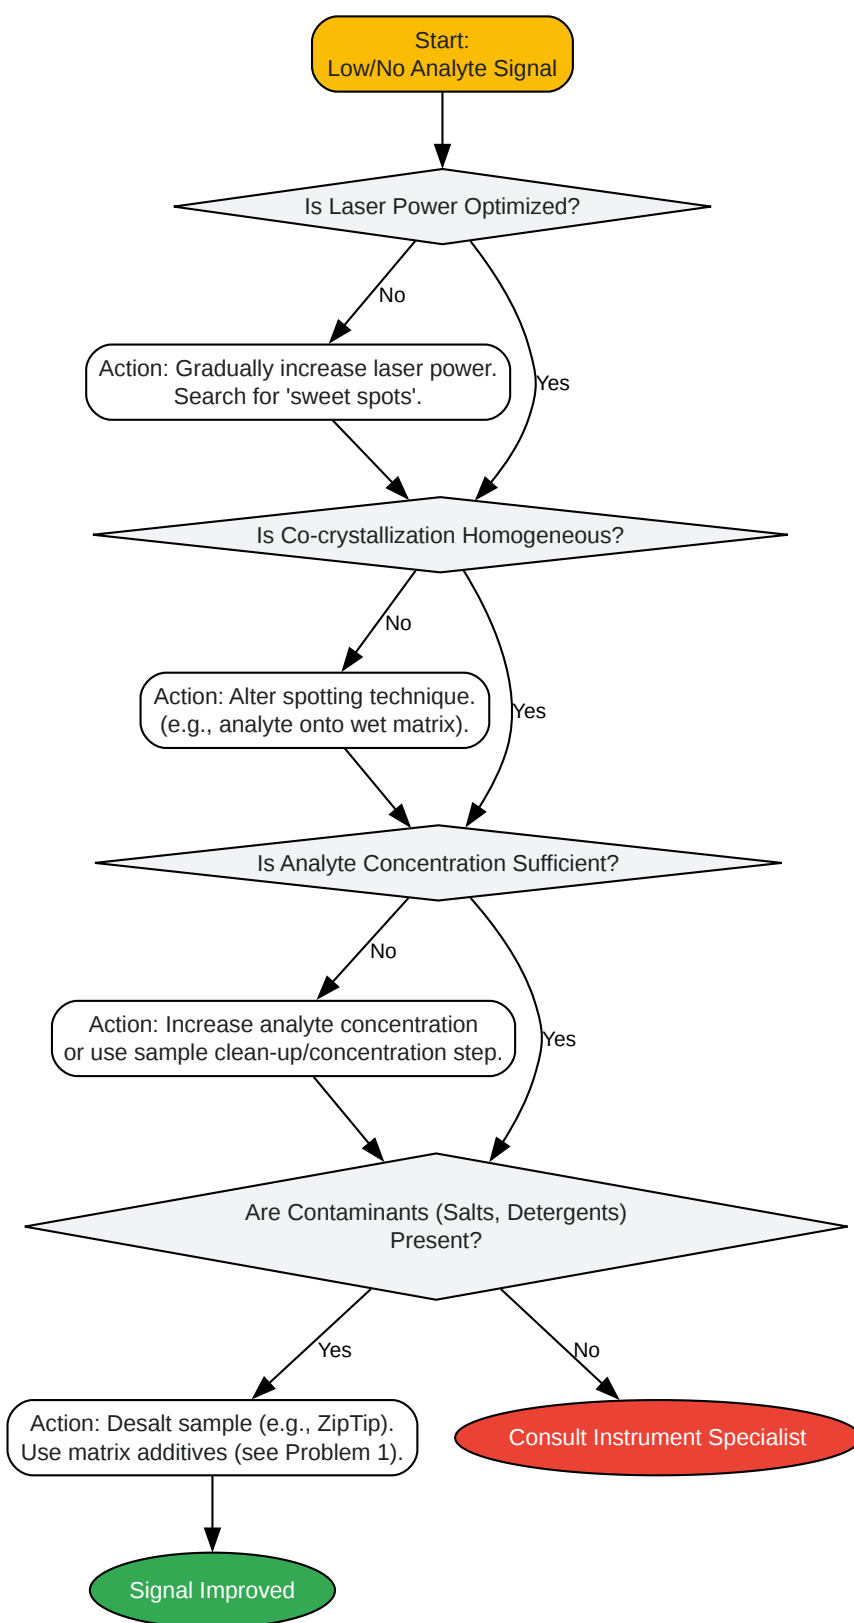 Start:
Low/No Analyte Signal
Is Laser Power Optimized?
No
Yes
Action: Gradually increase laser power.
Search for 'sweet spots'.
Is Co-crystallization Homogeneous?
No
Yes
Action: Alter spotting technique.
(e.g., analyte onto wet matrix).
Is Analyte Concentration Sufficient?
No
Yes
Action: Increase analyte concentration
or use sample clean-up/concentration step.
Are Contaminants (Salts, Detergents)
Present?
Yes
No
Action: Desalt sample (e.g., ZipTip).
Use matrix additives (see Problem 1).
Consult Instrument Specialist
Signal Improved